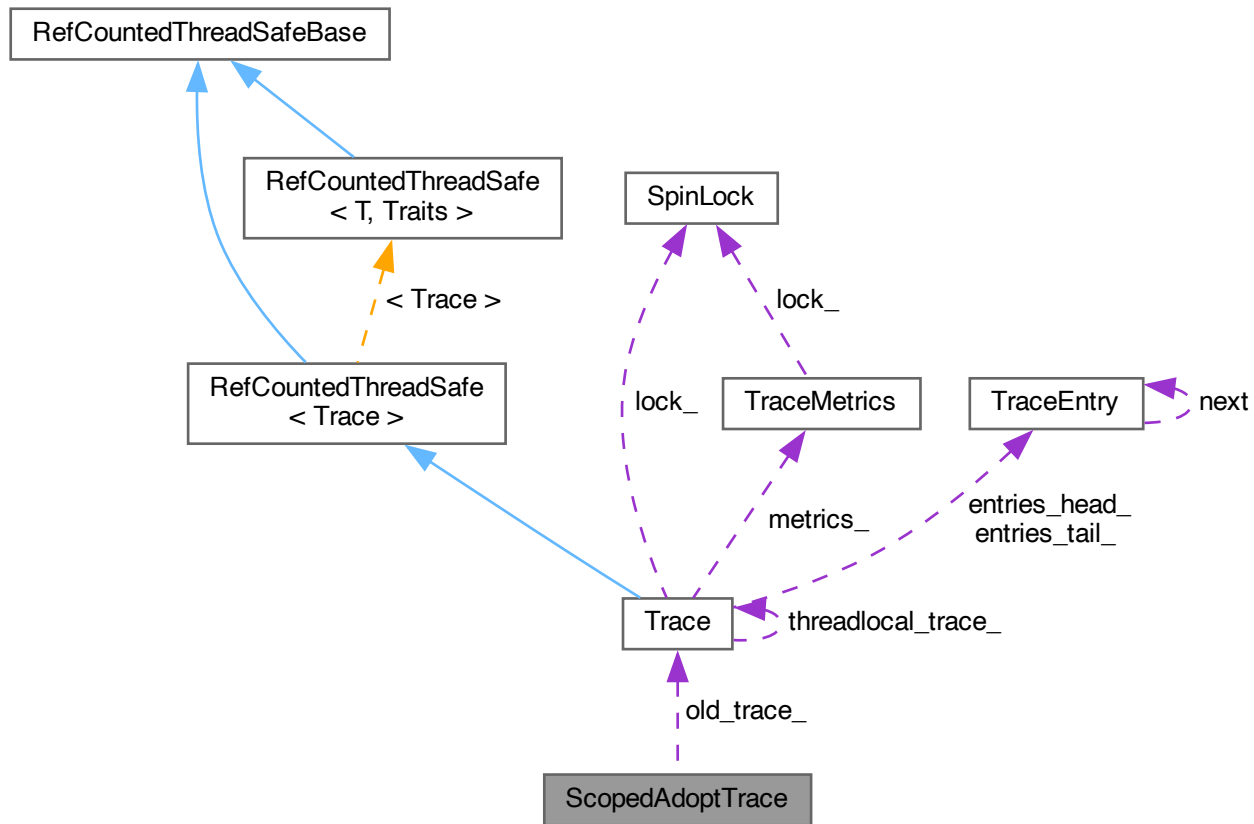 RefCountedThreadSafeBase
RefCountedThreadSafe
< T, Traits >
SpinLock
< Trace >
lock_
RefCountedThreadSafe
< Trace >
lock_
TraceMetrics
TraceEntry
next
metrics_
entries_head_
entries_tail_
Trace
threadlocal_trace_
old_trace_
ScopedAdoptTrace